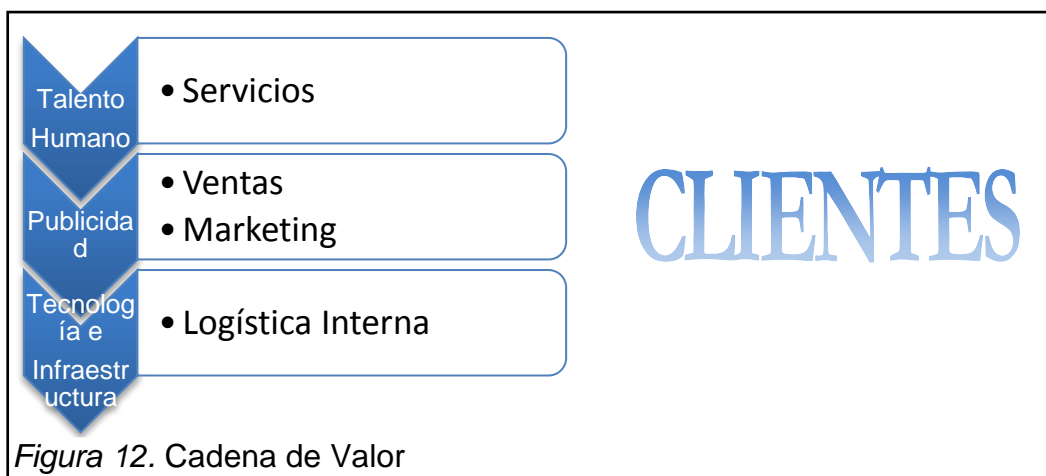 Talento
Humano
• Servicios
Publicida
d
• Ventas
• Marketing
Tecnolog
ía e
Infraestr
uctura
• Logística Interna
CLIENTES
Figura 12. Cadena de Valor